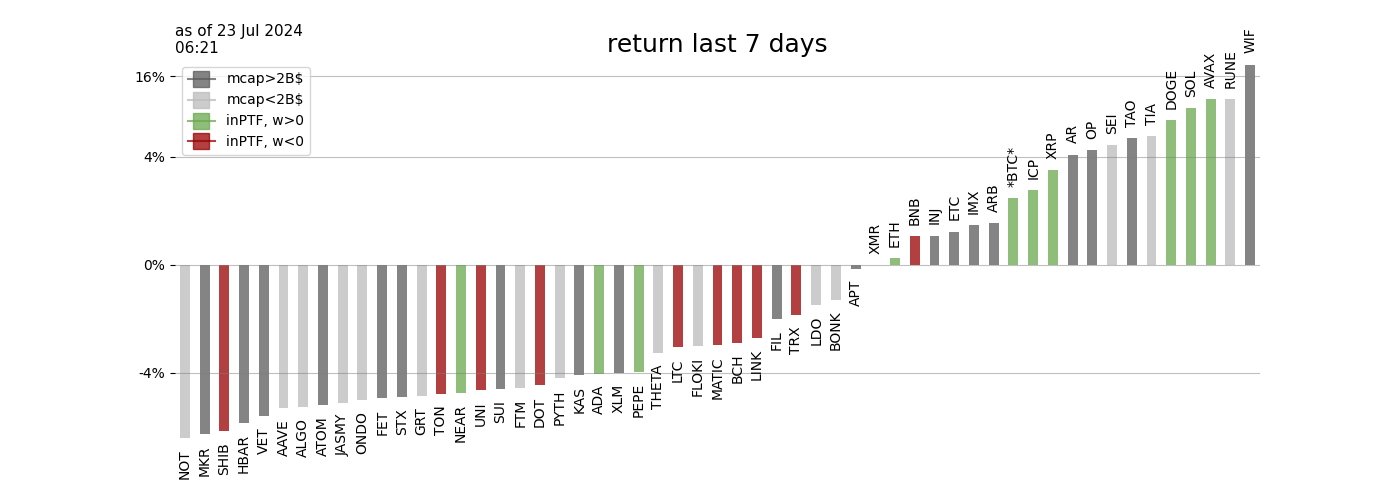 as of 23 Jul 2024
06:21
return last 7 days
mcap>2B$
mcap<2B$
inPTF, w>0
inPTF, w<0
16%
4%
0%
-4%
NOT
MKR
SHIB
HBAR
VET
AAVE
ALGO
ATOM
JASMY
ONDO
FET
STX
GRT
TON
NEAR
UNI
SUI
FTM
DOT
PYTH
KAS
ADA
XLM
PEPE
THETA
LTC
FLOKI
MATIC
BCH
LINK
FIL
TRX
LDO
BONK
APT
XMR
ETH
BNB
INJ
ETC
IMX
ARB
*BTC*
ICP
XRP
AR
OP
SEI
TAO
TIA
DOGE
SOL
AVAX
RUNE
WIF